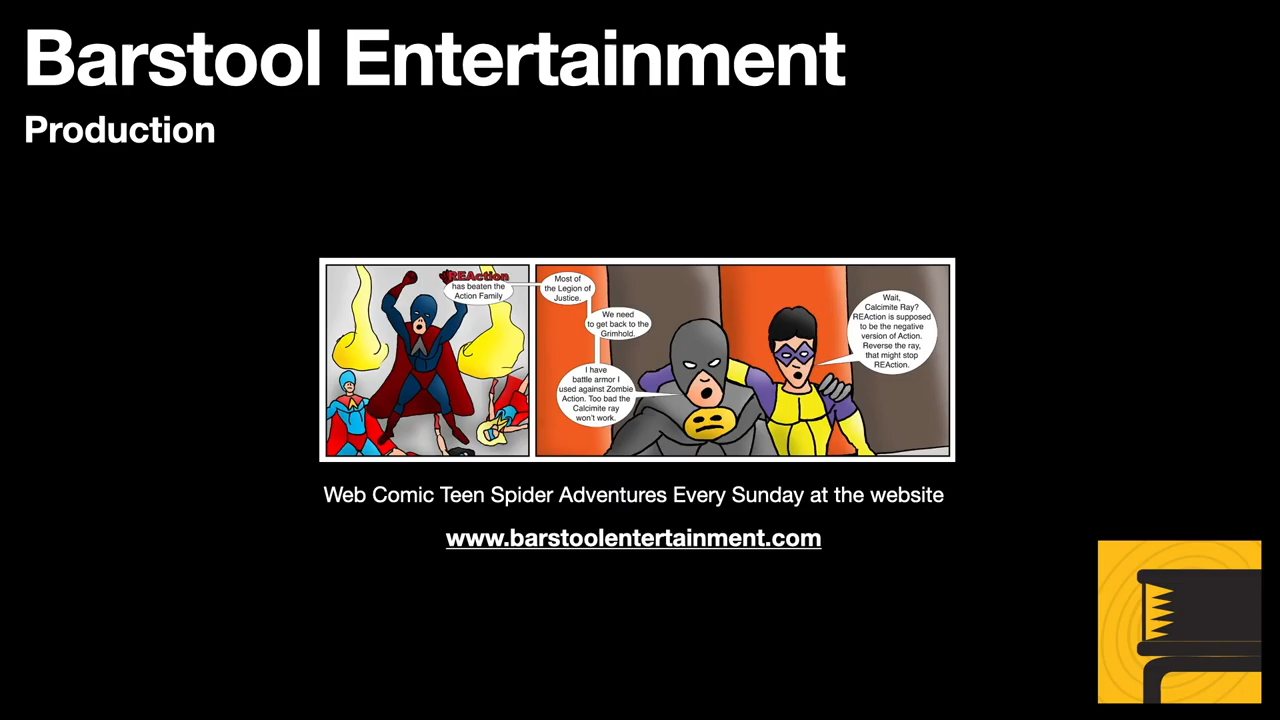 Barstool Entertainment
Production
REAction
has beaten the
Action Family
Most of
the Legion of
Justice.
We need
to get back to the
Grimhold.
I have
battle armor I
used against Zombie
Action. Too bad the
Calcimite ray
won't work.
Wait,
Calcimite Ray?
REAction is supposed
to be the negative
version of Action.
Reverse the ray,
that might stop
REAction.
Web Comic Teen Spider Adventures Every Sunday at the website
www.barstoolentertainment.com